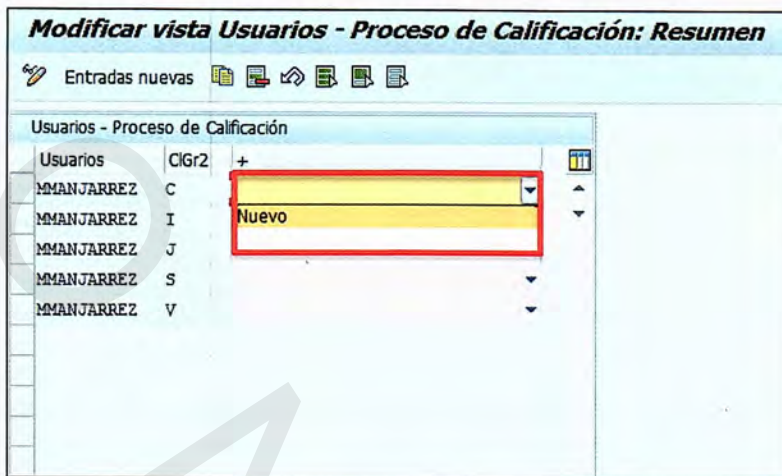 Modificar vista Usuarios - Proceso de Calificación: Resumen
Entradas nuevas
Usuarios - Proceso de Calificación
Usuarios ClGr2 +
MMANJARREZ C
MMANJARREZ I Nuevo
MMANJARREZ J
MMANJARREZ S
MMANJARREZ V